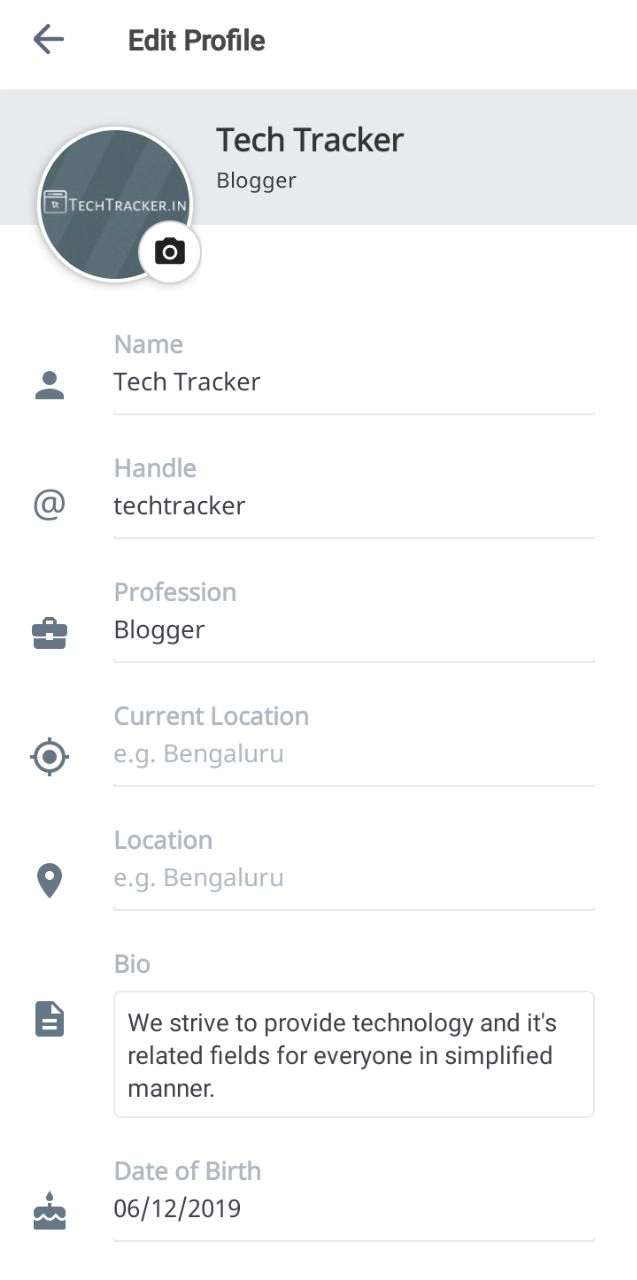 Edit Profile
Tech Tracker
Blogger
TECHTRACKER.IN
Name
Tech Tracker
Handle
@
techtracker
Profession
Blogger
Current Location
e.g. Bengaluru
Location
e.g. Bengaluru
Bio
We strive to provide technology and it's
related fields for everyone in simplified
manner.
Date of Birth
06/12/2019